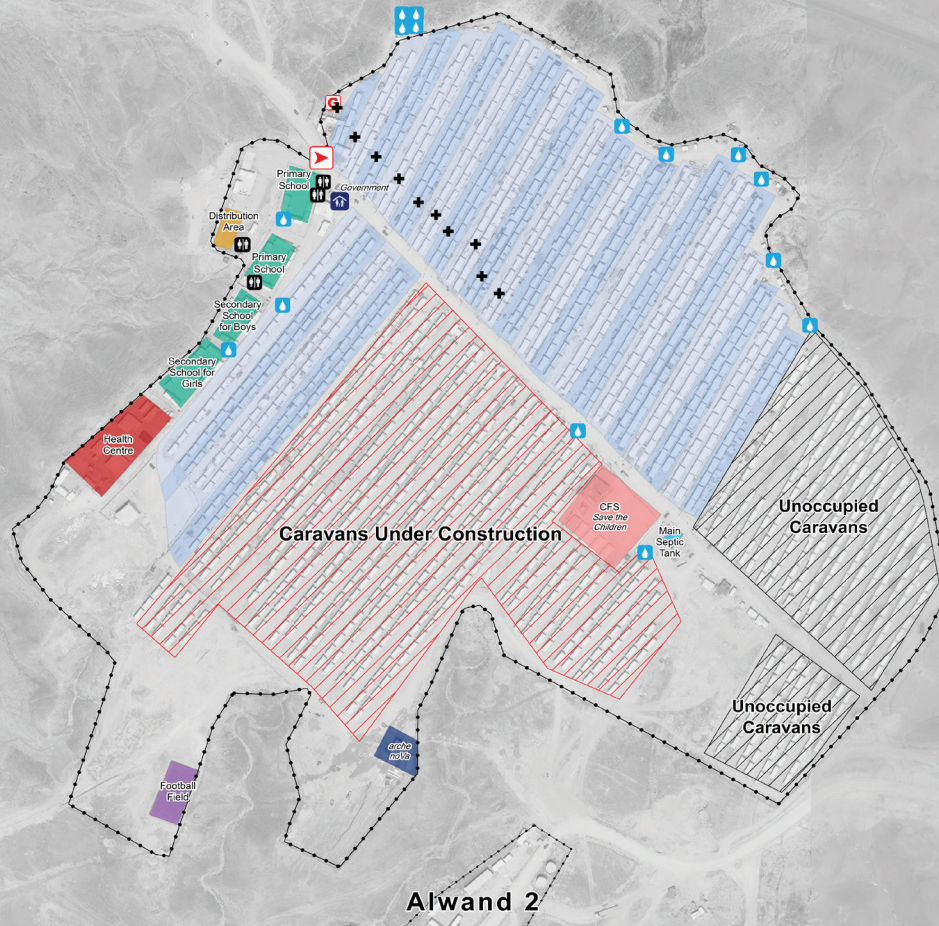 G
Primary
School
Government
Distribution
Area
Primary
School
Secondary
School
for Boys
Secondary
School for
Girls
Health
Centre
Caravans Under Construction
CFS
Save the
Children
Main
Septic
Tank
Unoccupied
Caravans
Unoccupied
Caravans
arche
noVa
Football
Field
Alwand 2